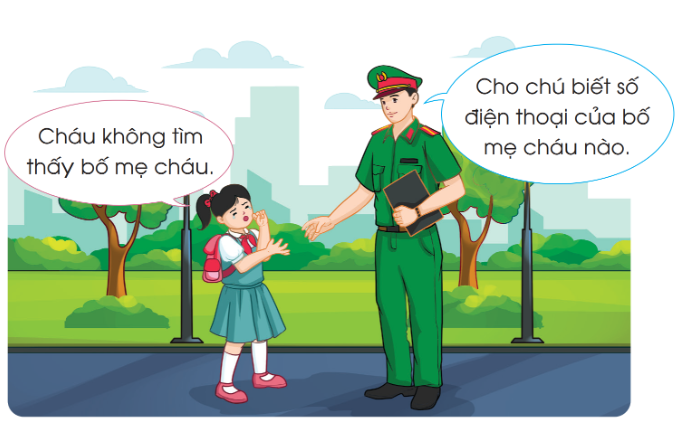 Cháu không tìm
thấy bố mẹ cháu.
Cho chú biết số
điện thoại của bố
mẹ cháu nào.